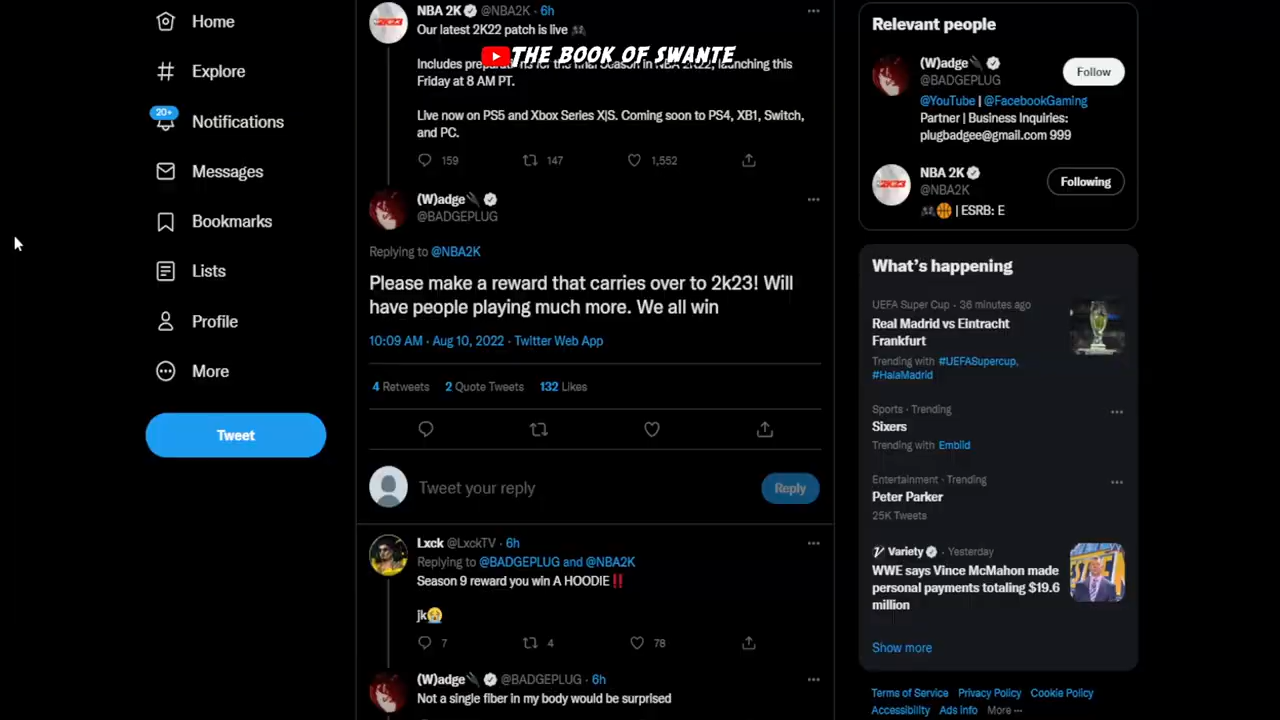 Home
Explore
20+
Notifications
Messages
Bookmarks
Lists
Profile
More
Tweet
NBA 2K @NBA2K · 6h
Our latest 2K22 patch is live
THE BOOK OF SWANTE
Includes preparations for the final Season in NBA 2K22, launching this
Friday at 8 AM PT.
Live now on PS5 and Xbox Series X|S. Coming soon to PS4, XB1, Switch,
and PC.
159 147 1,552
(W)adge
@BADGEPLUG
Replying to @NBA2K
Please make a reward that carries over to 2k23! Will
have people playing much more. We all win
10:09 AM · Aug 10, 2022 · Twitter Web App
4 Retweets 2 Quote Tweets 132 Likes
Tweet your reply
Reply
Lxck @LxckTV · 6h
Replying to @BADGEPLUG and @NBA2K
Season 9 reward you win A HOODIE‼
jk
7 4 78
(W)adge @BADGEPLUG · 6h
Not a single fiber in my body would be surprised
Relevant people
(W)adge
@BADGEPLUG
Follow
@YouTube | @FacebookGaming
Partner | Business Inquiries:
plugbadgee@gmail.com 999
2K23
NBA 2K
@NBA2K
Following
| ESRB: E
What's happening
UEFA Super Cup · 36 minutes ago
Real Madrid vs Eintracht
Frankfurt
Trending with #UEFASupercup,
#HalaMadrid
Sports · Trending
Sixers
Trending with Embiid
Entertainment · Trending
Peter Parker
25K Tweets
Variety · Yesterday
WWE says Vince McMahon made
personal payments totaling $19.6
million
Show more
Terms of Service Privacy Policy Cookie Policy
Accessibility Ads info More ···